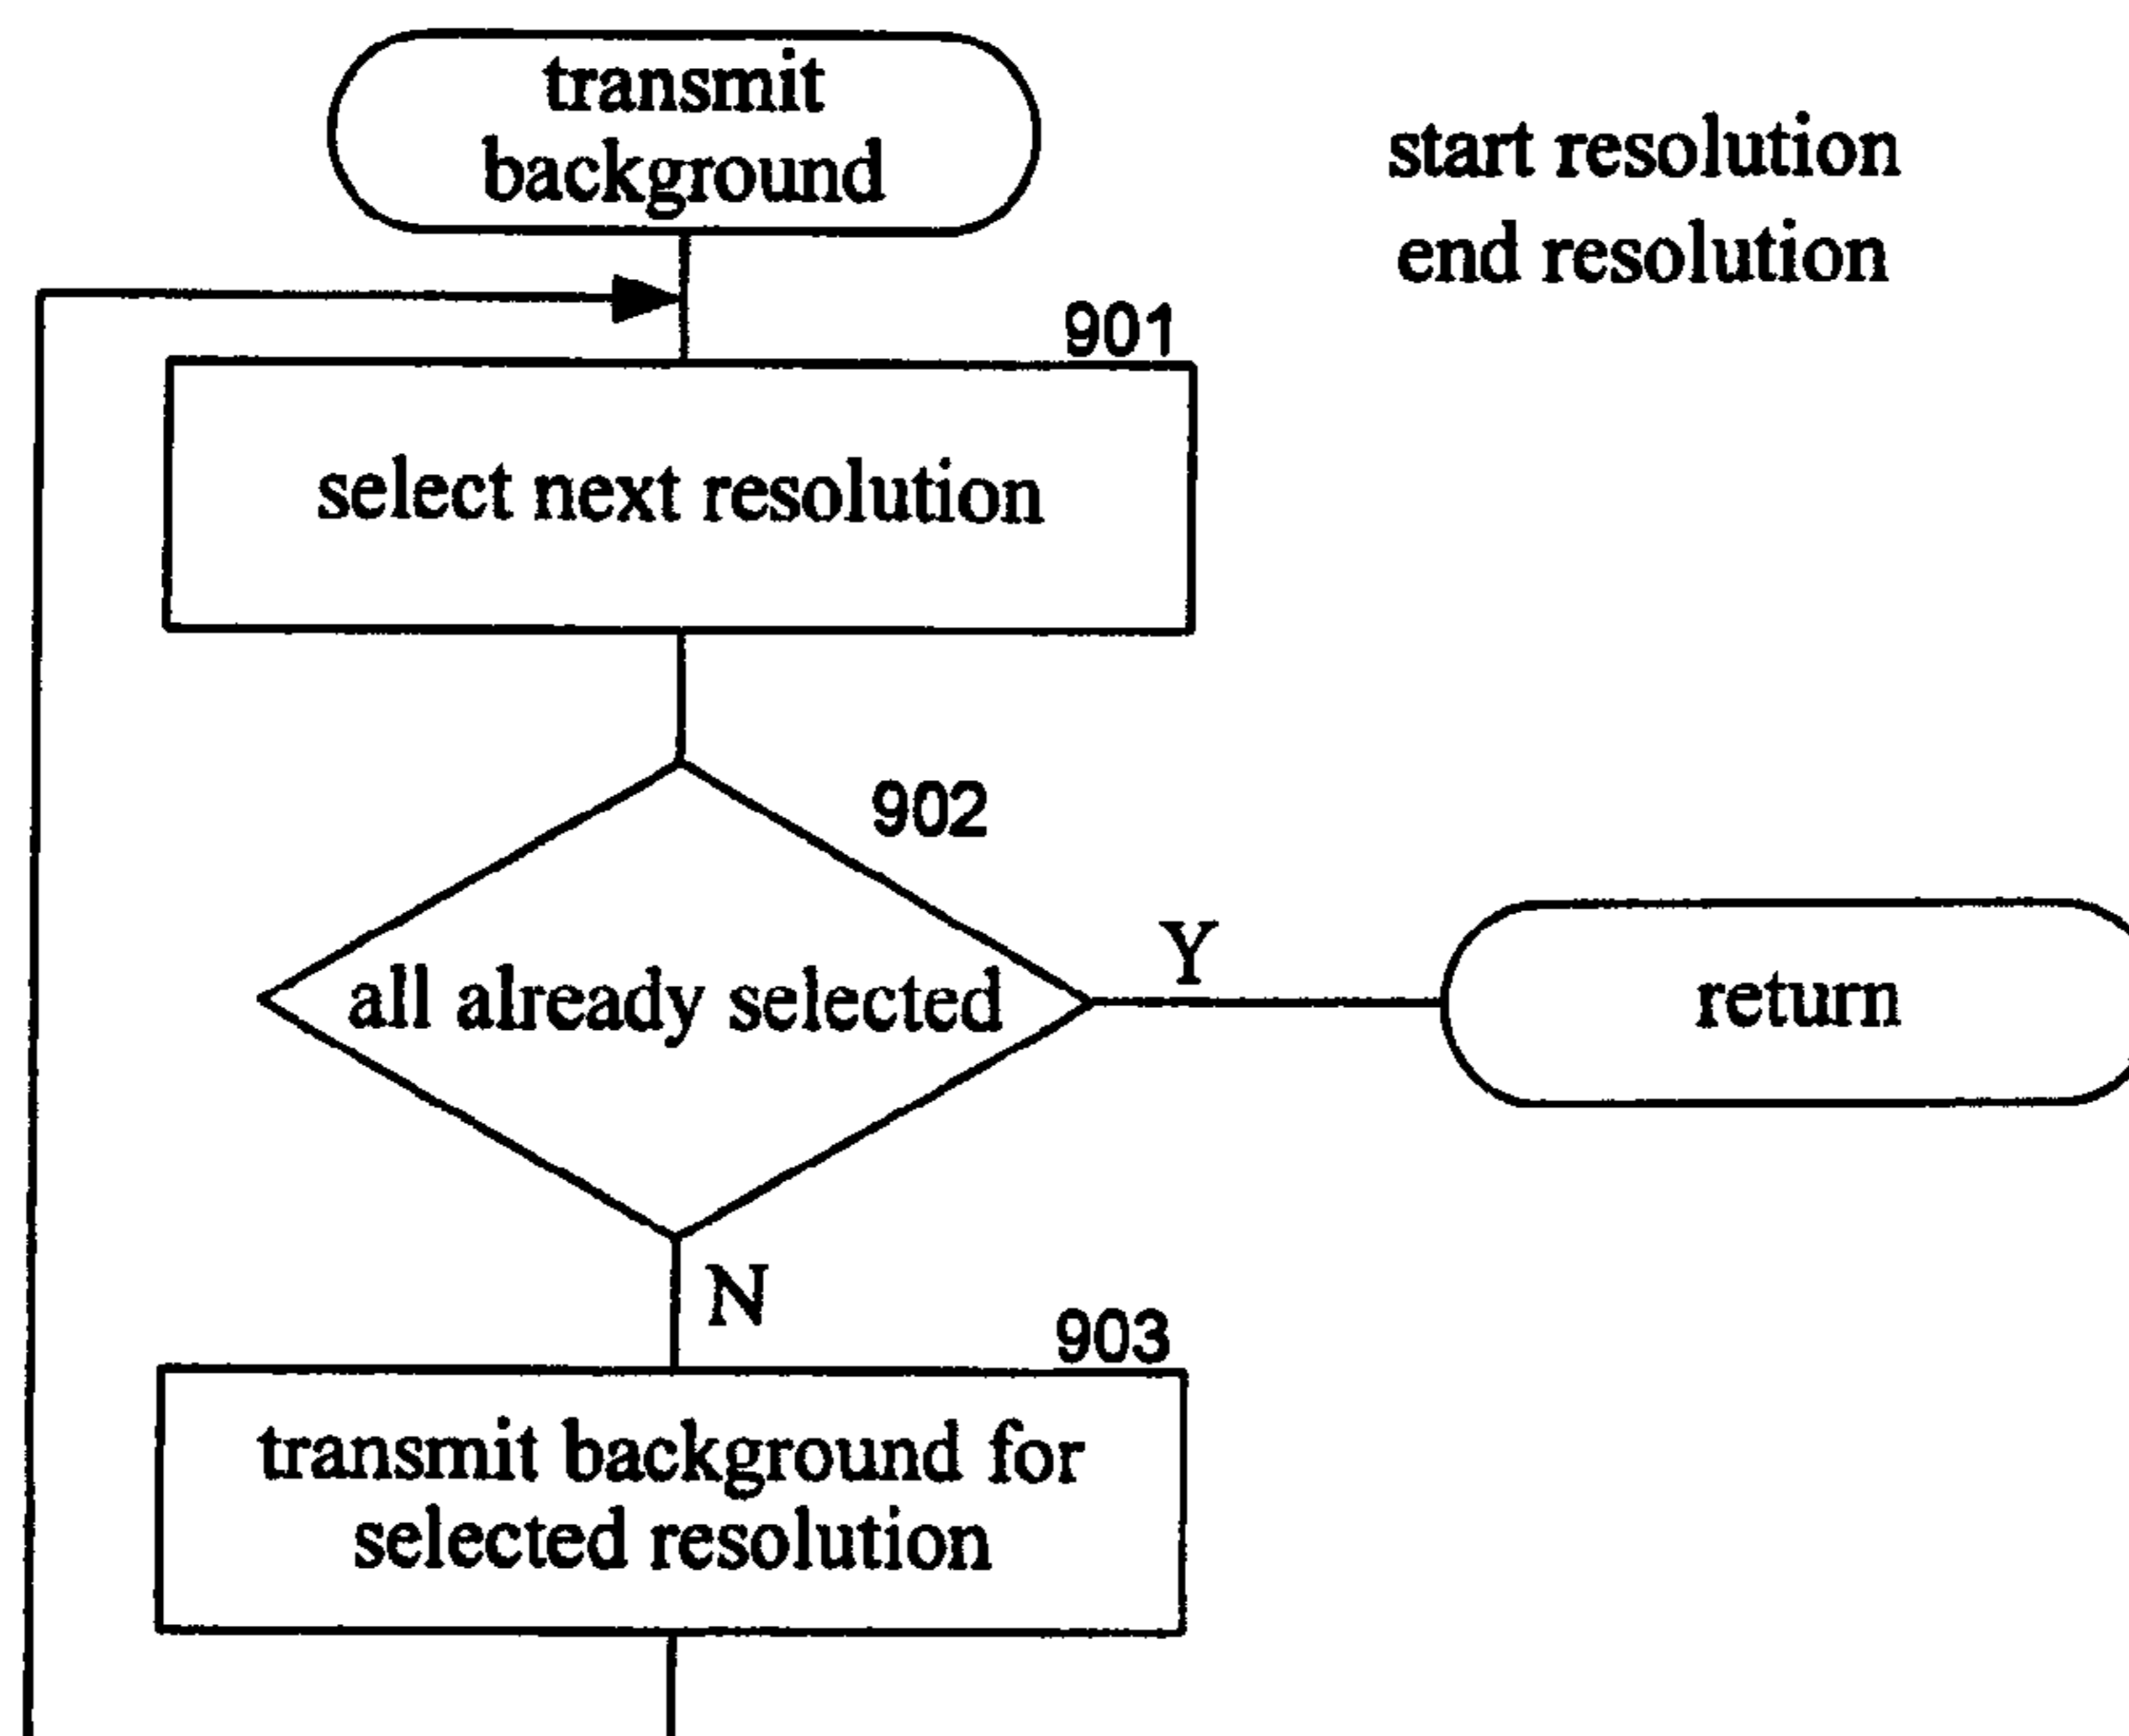 transmit
background
start resolution
end resolution
901
select next resolution
902
all already selected
Y
return
N
903
transmit background for
selected resolution